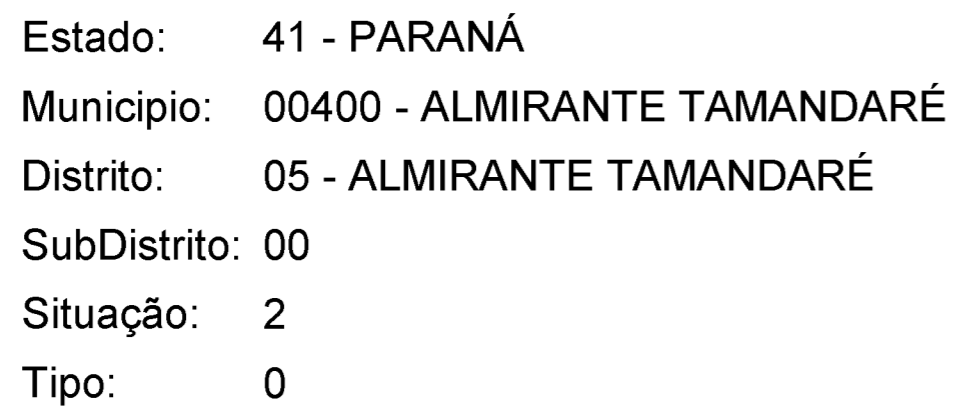 Estado: 41 - PARANÁ
Municipio: 00400 - ALMIRANTE TAMANDARÉ
Distrito: 05 - ALMIRANTE TAMANDARÉ
SubDistrito: 00
Situação: 2
Tipo: 0